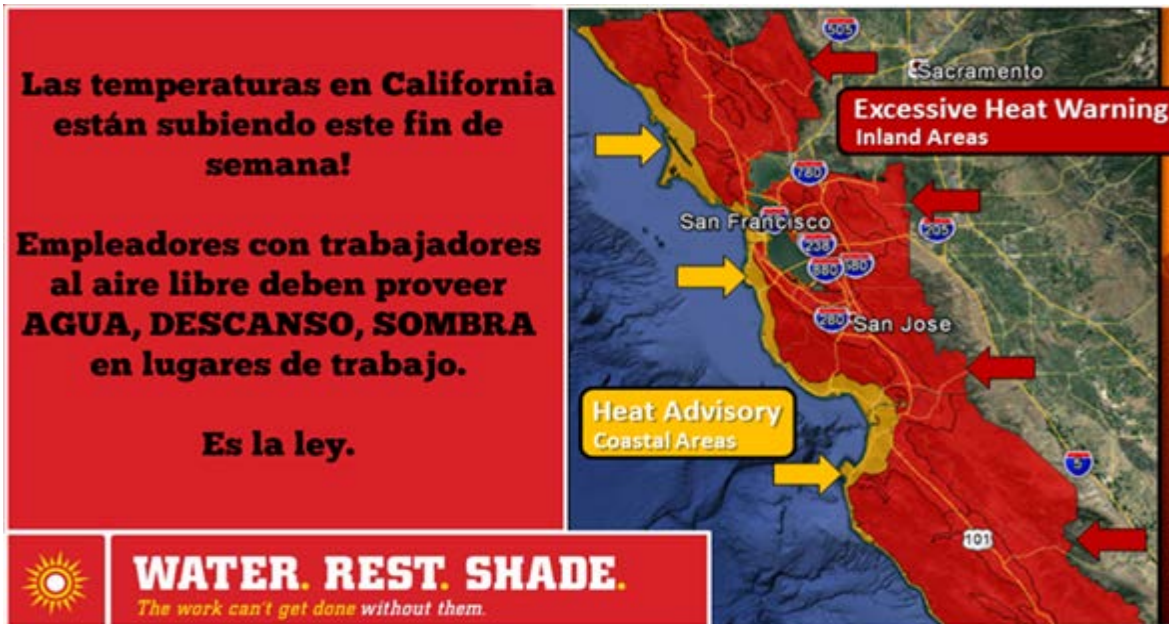 Las temperaturas en California
están subiendo este fin de
semana!
Empleadores con trabajadores
al aire libre deben proveer
AGUA, DESCANSO, SOMBRA
en lugares de trabajo.
Es la ley.
WATER. REST. SHADE.
The work can't get done without them.
505
Sacramento
Excessive Heat Warning
Inland Areas
780
San Francisco
205
238
880
580
280
San Jose
Heat Advisory
Coastal Areas
5
101